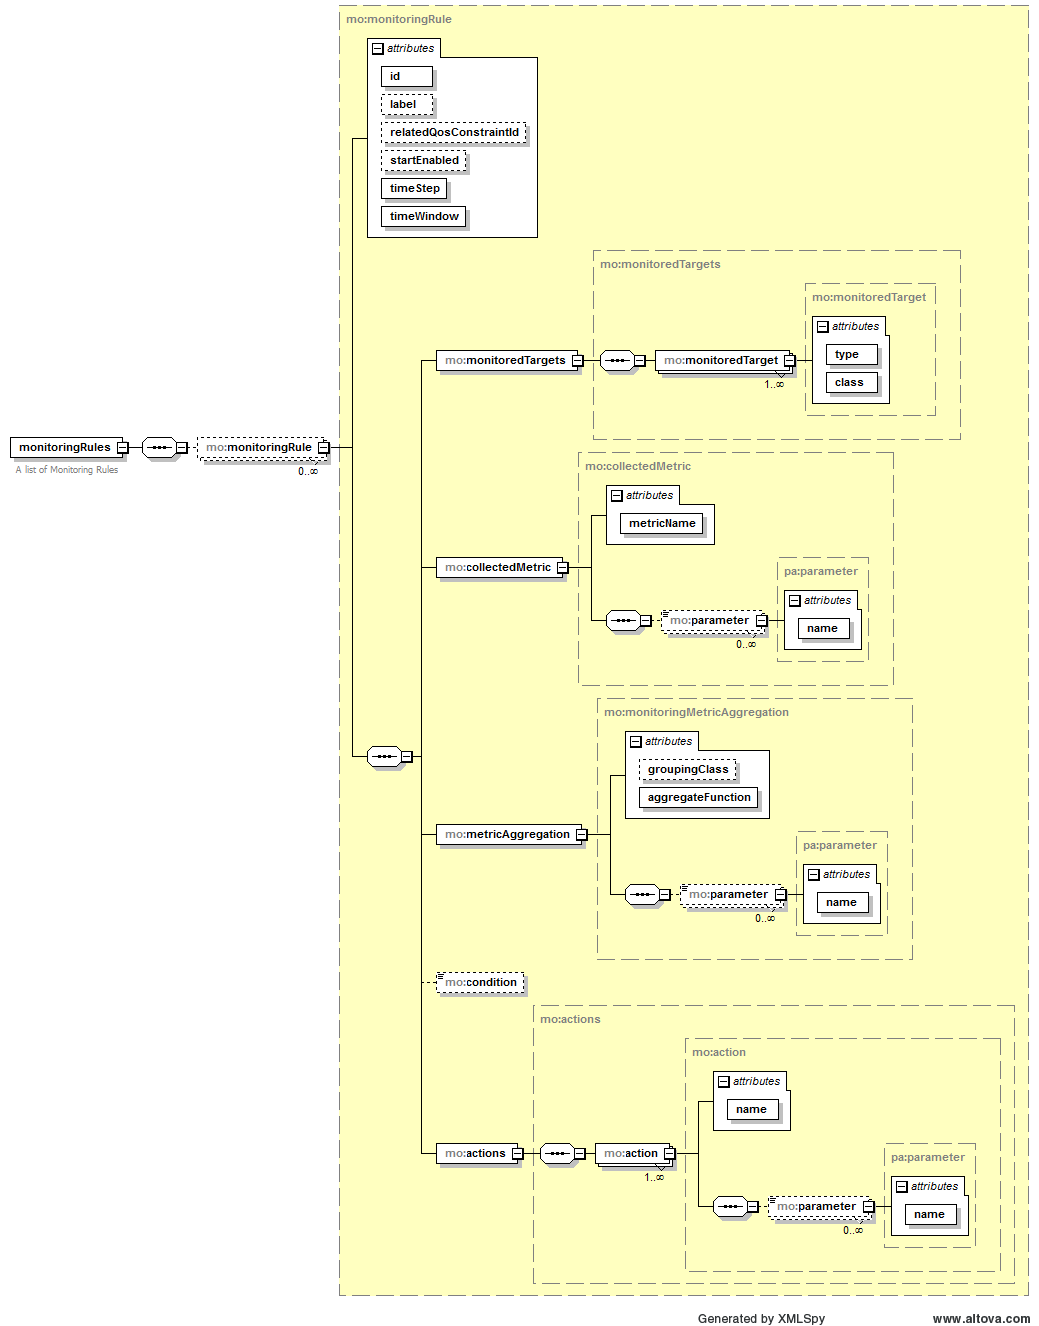 mo:monitoringRule
attributes
id
label
relatedQosConstraintId
startEnabled
timeStep
timeWindow
mo:monitoredTargets
mo:monitoredTarget
attributes
type
class
mo:monitoredTargets
mo:monitoredTarget
1..∞
monitoringRules
A list of Monitoring Rules
mo:monitoringRule
0..∞
mo:collectedMetric
attributes
metricName
mo:collectedMetric
pa:parameter
attributes
name
mo:parameter
0..∞
mo:monitoringMetricAggregation
attributes
groupingClass
aggregateFunction
mo:metricAggregation
pa:parameter
attributes
name
mo:parameter
0..∞
mo:condition
mo:actions
mo:action
attributes
name
mo:actions
mo:action
1..∞
pa:parameter
attributes
name
mo:parameter
0..∞
Generated by XMLSpy
www.altova.com